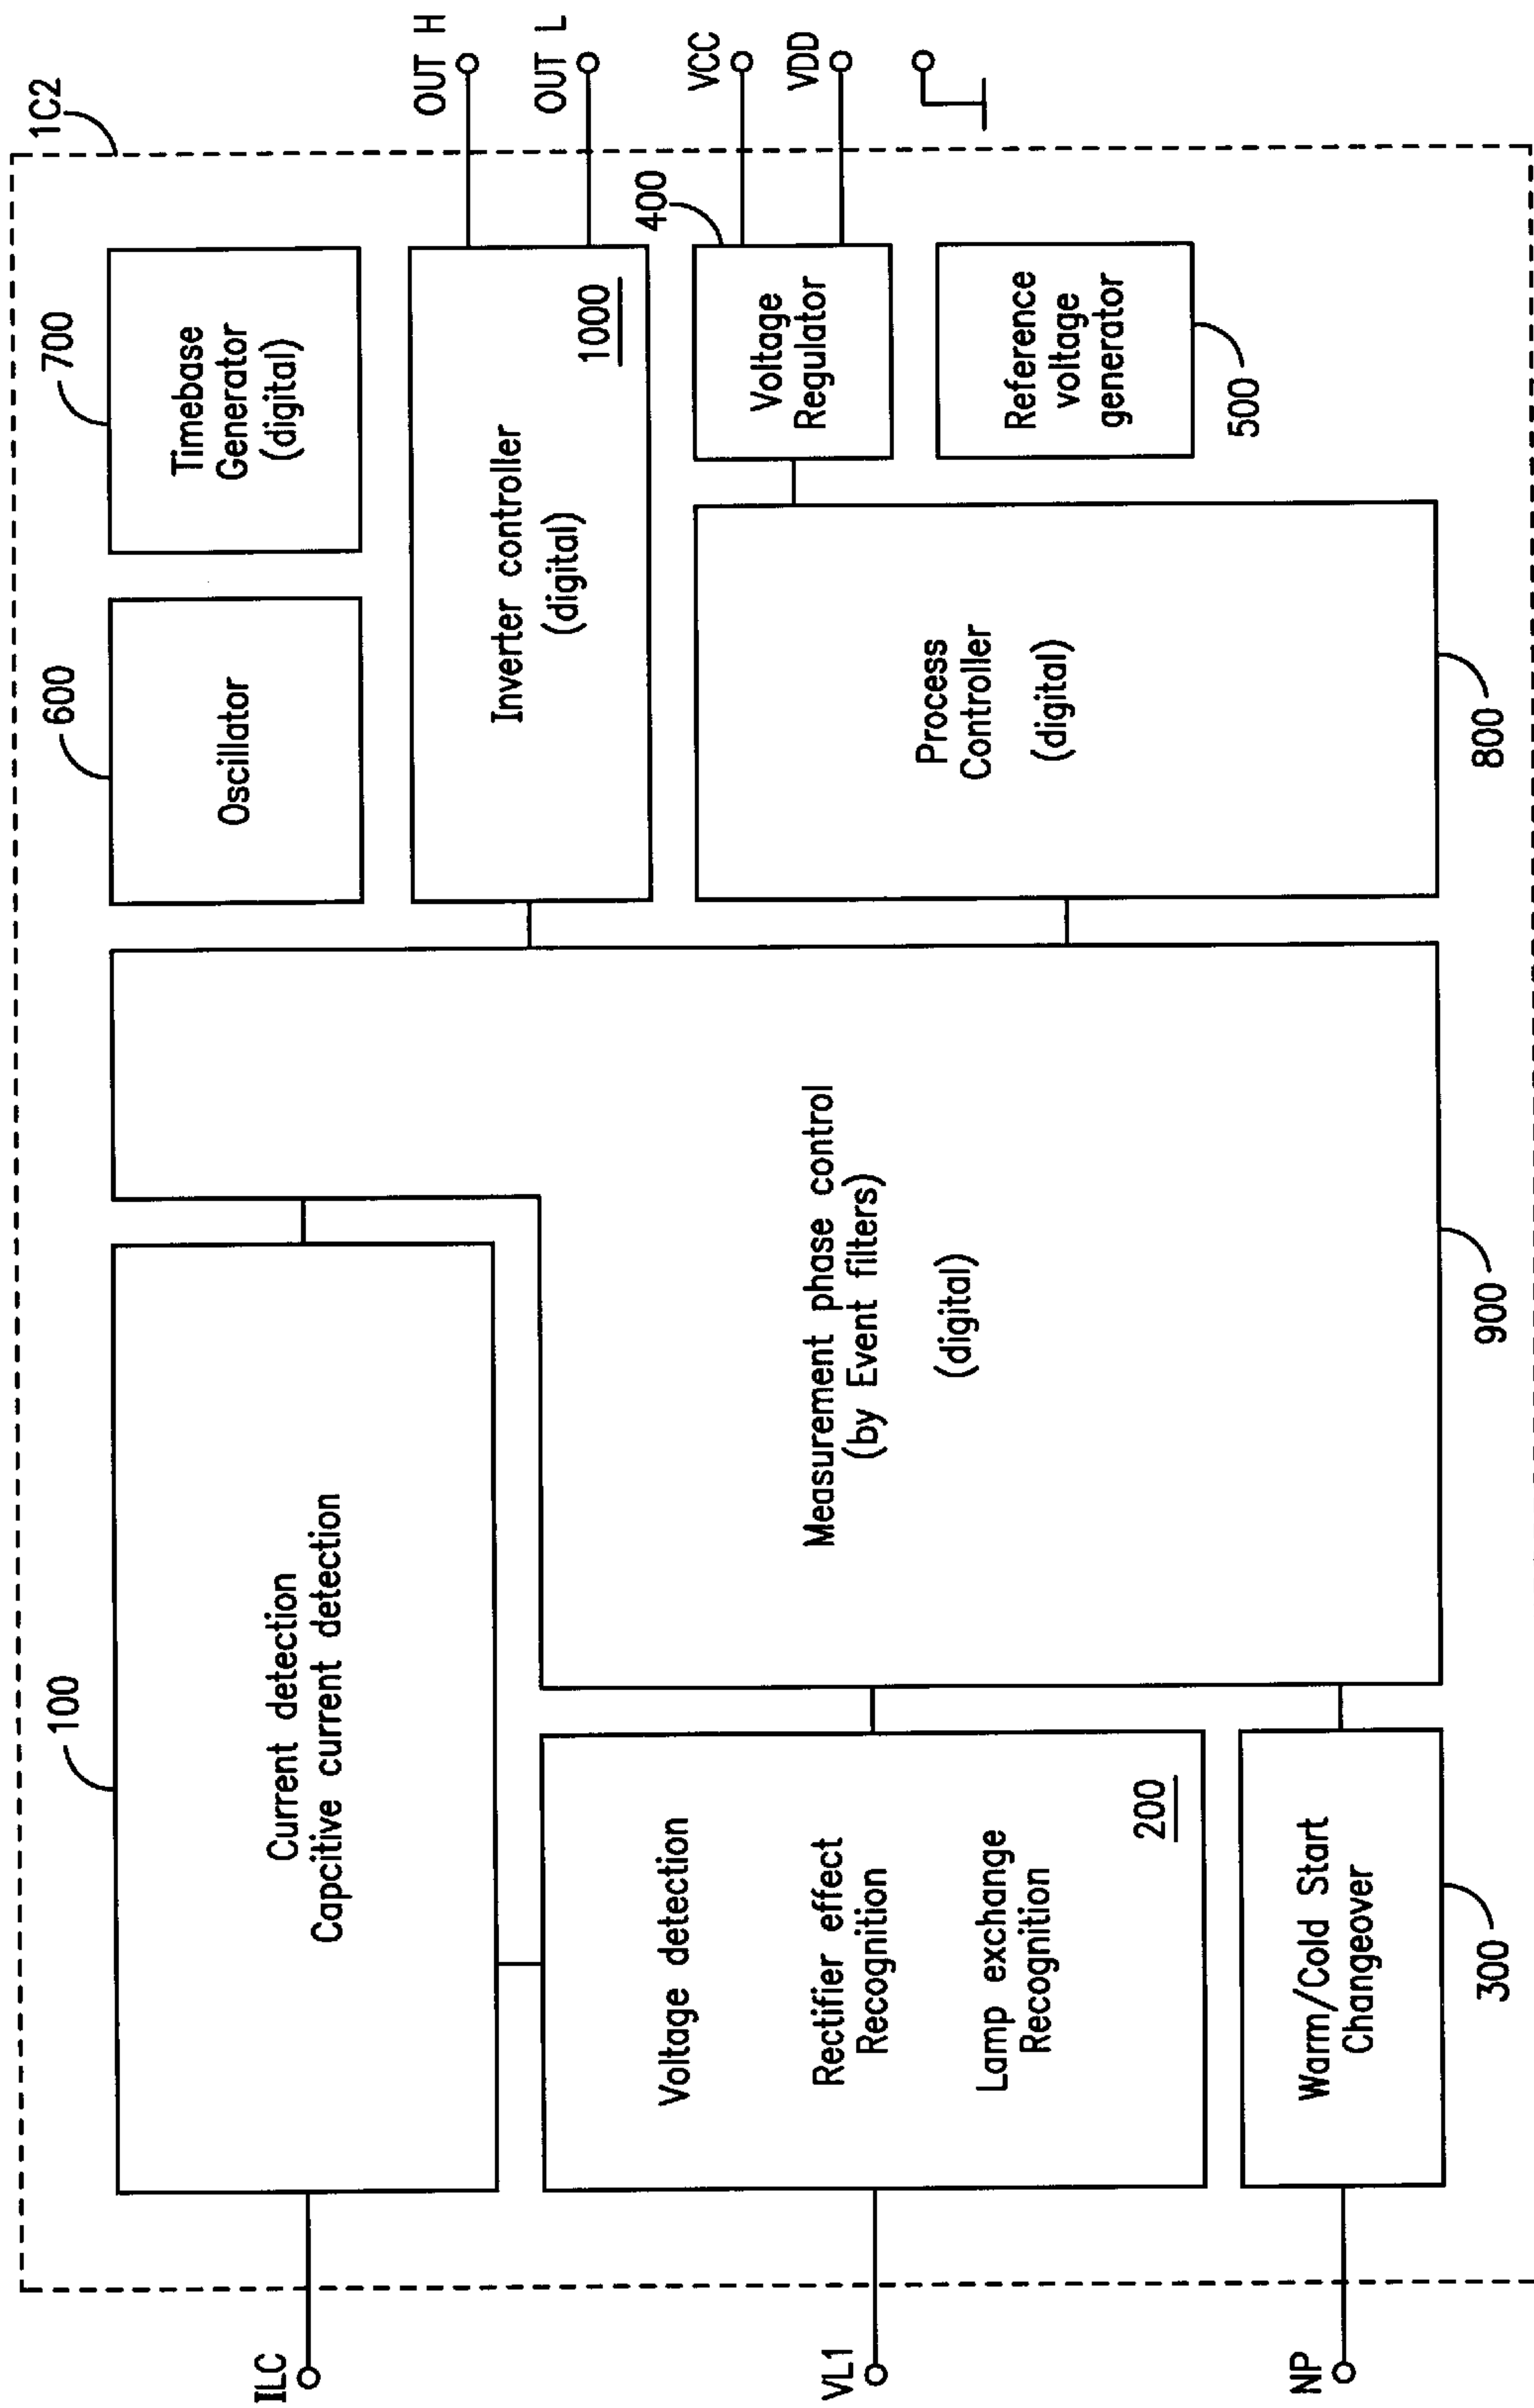 1C2
100
600
700
Current detection
Capcitive current detection
Oscillator
Timebase
Generator
(digital)
ILC
OUT H
Inverter controller
(digital)
1000
OUT L
Voltage detection
Rectifier effect
Recognition
Lamp exchange
Recognition
200
VL1
Measurement phase control
(by Event filters)
(digital)
400
Voltage
Regulator
VCC
VDD
Process
Controller
(digital)
Reference
voltage
generator
500
Warm/Cold Start
Changeover
NP
300
900
800